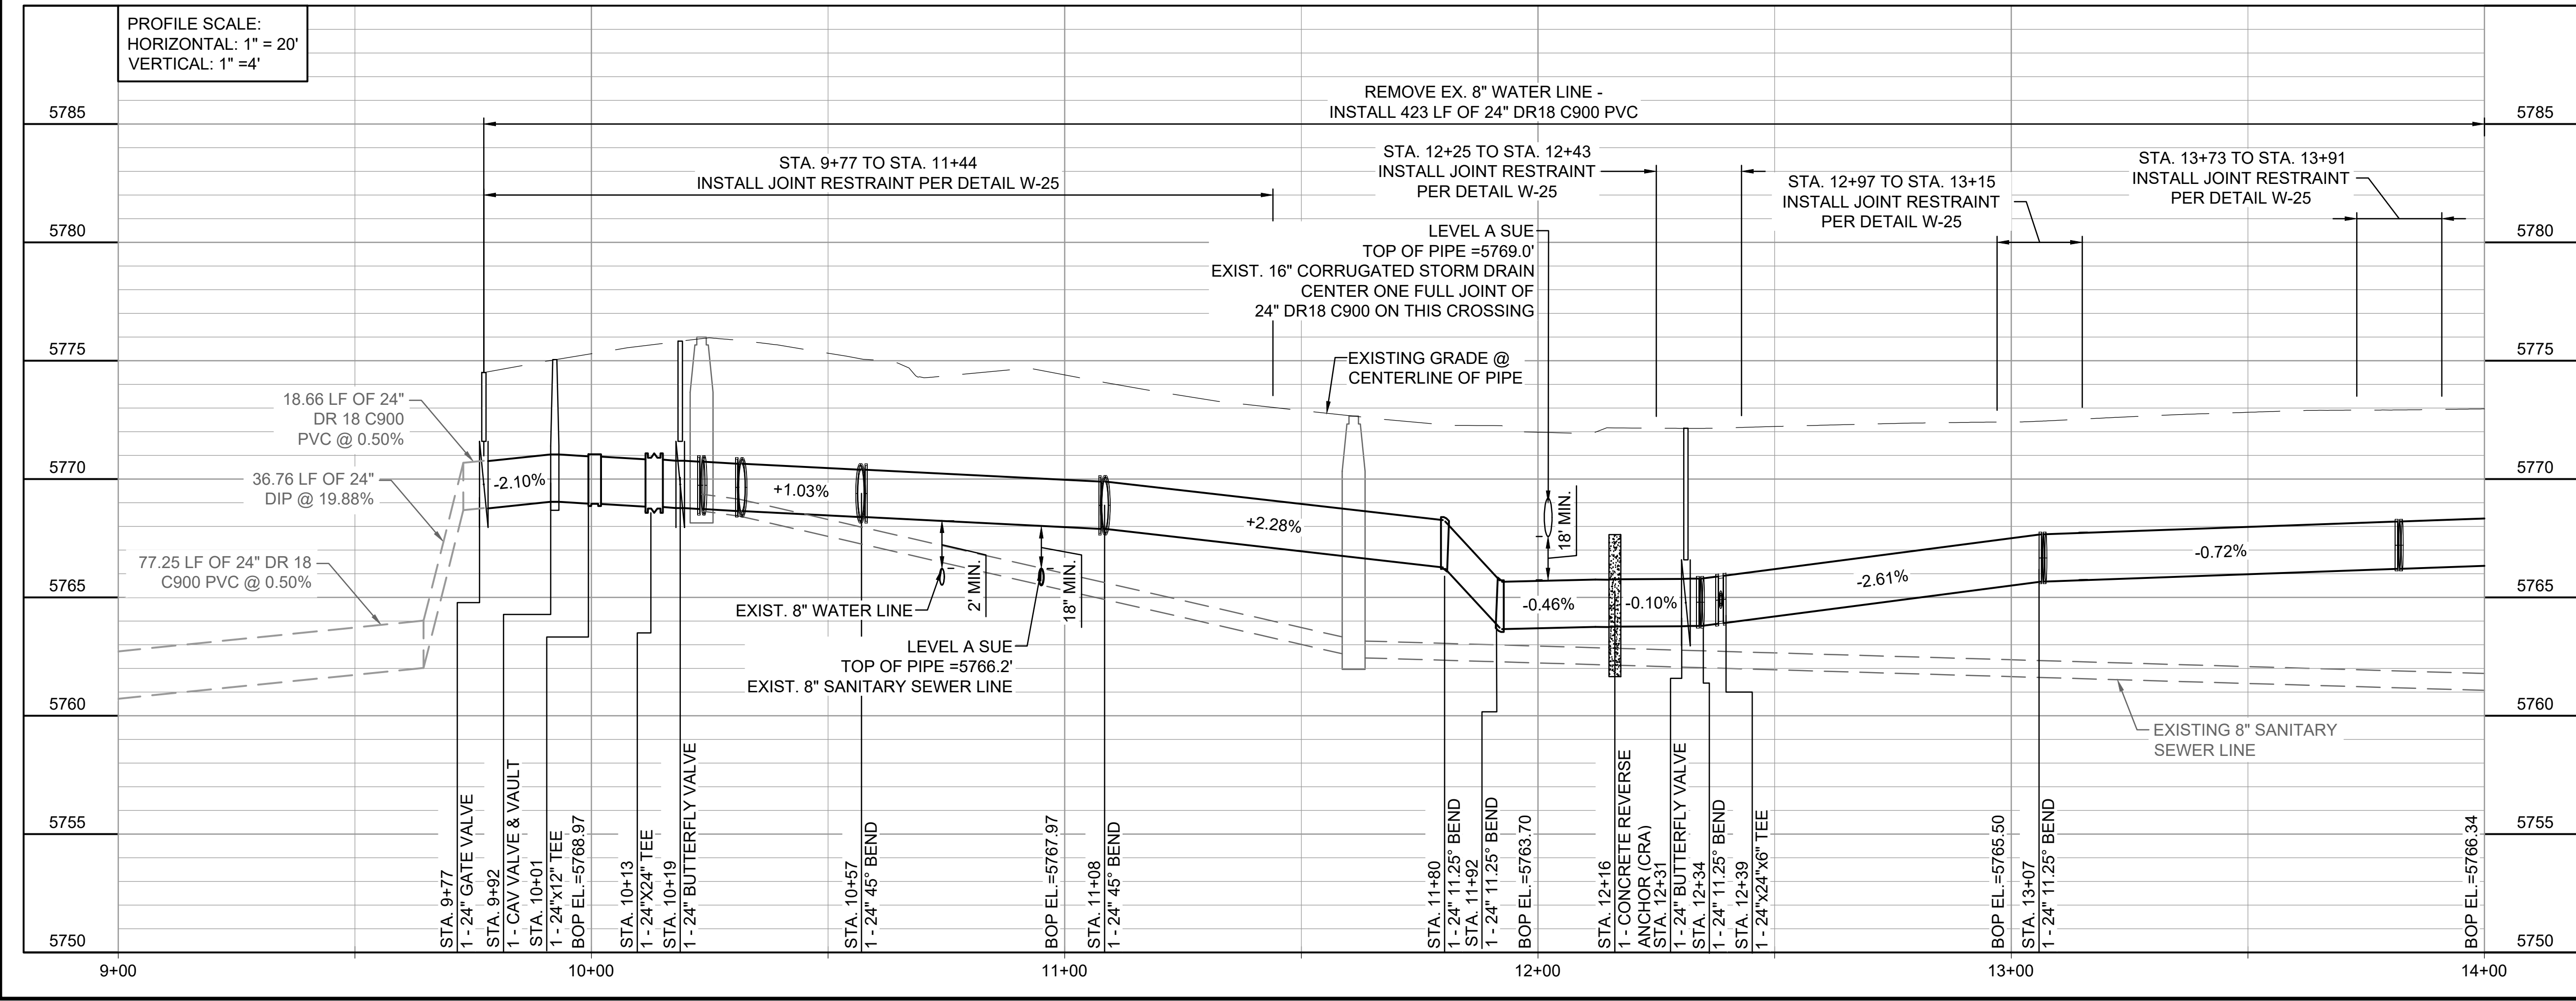 PROFILE SCALE:
HORIZONTAL: 1" = 20'
VERTICAL: 1" =4'
REMOVE EX. 8" WATER LINE -
INSTALL 423 LF OF 24" DR18 C900 PVC
STA. 9+77 TO STA. 11+44
INSTALL JOINT RESTRAINT PER DETAIL W-25
STA. 12+25 TO STA. 12+43
INSTALL JOINT RESTRAINT
PER DETAIL W-25
STA. 12+97 TO STA. 13+15
INSTALL JOINT RESTRAINT
PER DETAIL W-25
STA. 13+73 TO STA. 13+91
INSTALL JOINT RESTRAINT
PER DETAIL W-25
LEVEL A SUE
TOP OF PIPE =5769.0'
EXIST. 16" CORRUGATED STORM DRAIN
CENTER ONE FULL JOINT OF
24" DR18 C900 ON THIS CROSSING
EXISTING GRADE @
CENTERLINE OF PIPE
18.66 LF OF 24"
DR 18 C900
PVC @ 0.50%
36.76 LF OF 24"
DIP @ 19.88%
77.25 LF OF 24" DR 18
C900 PVC @ 0.50%
-2.10%
+1.03%
+2.28%
-0.46%
-0.10%
-2.61%
-0.72%
18' MIN.
2' MIN.
18" MIN.
EXIST. 8" WATER LINE
LEVEL A SUE
TOP OF PIPE =5766.2'
EXIST. 8" SANITARY SEWER LINE
EXISTING 8" SANITARY
SEWER LINE
STA. 9+77
1 - 24" GATE VALVE
STA. 9+92
1 - CAV VALVE & VAULT
STA. 10+01
1 - 24"x12" TEE
BOP EL.=5768.97
STA. 10+13
1 - 24"X24" TEE
STA. 10+19
1 - 24" BUTTERFLY VALVE
STA. 10+57
1 - 24" 45° BEND
BOP EL.=5767.97
STA. 11+08
1 - 24" 45° BEND
STA. 11+80
1 - 24" 11.25° BEND
STA. 11+92
1 - 24" 11.25° BEND
BOP EL.=5763.70
STA. 12+16
1 - CONCRETE REVERSE
ANCHOR (CRA)
STA. 12+31
1 - 24" BUTTERFLY VALVE
STA. 12+34
1 - 24" 11.25° BEND
STA. 12+39
1 - 24"x24"x6" TEE
BOP EL.=5765.50
STA. 13+07
1 - 24" 11.25° BEND
BOP EL.=5766.34
5785
5780
5775
5770
5765
5760
5755
5750
5785
5780
5775
5770
5765
5760
5755
5750
9+00
10+00
11+00
12+00
13+00
14+00